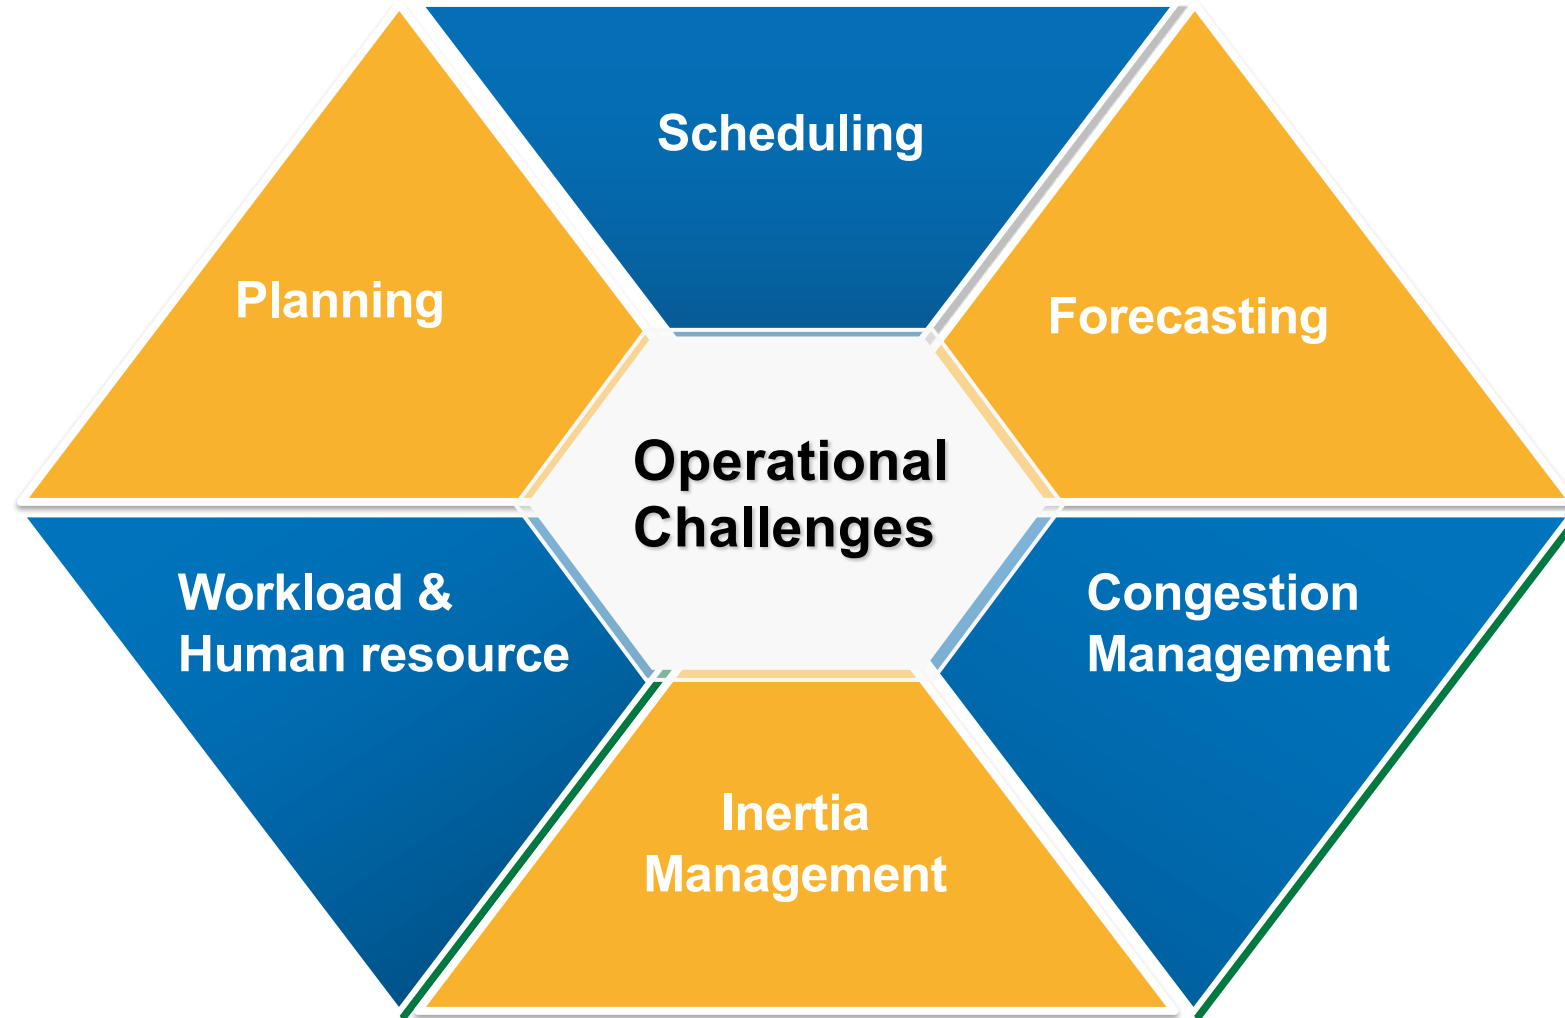 Scheduling
Planning
Forecasting
Operational
Challenges
Workload &
Human resource
Congestion
Management
Inertia
Management